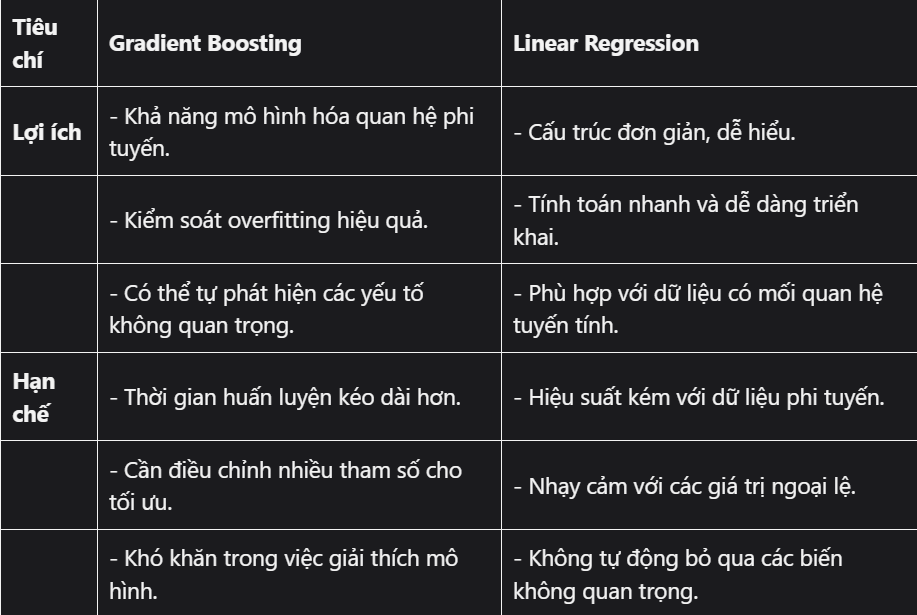 Tiêu
chí
Gradient Boosting
Linear Regression
Lợi ích
- Khả năng mô hình hóa quan hệ phi
tuyến.
- Cấu trúc đơn giản, dễ hiểu.
- Kiểm soát overfitting hiệu quả.
- Tính toán nhanh và dễ dàng triển
khai.
- Có thể tự phát hiện các yếu tố
không quan trọng.
- Phù hợp với dữ liệu có mối quan hệ
tuyến tính.
Hạn
chế
- Thời gian huấn luyện kéo dài hơn.
- Hiệu suất kém với dữ liệu phi tuyến.
- Cần điều chỉnh nhiều tham số cho
tối ưu.
- Nhạy cảm với các giá trị ngoại lệ.
- Khó khăn trong việc giải thích mô
hình.
- Không tự động bỏ qua các biến
không quan trọng.